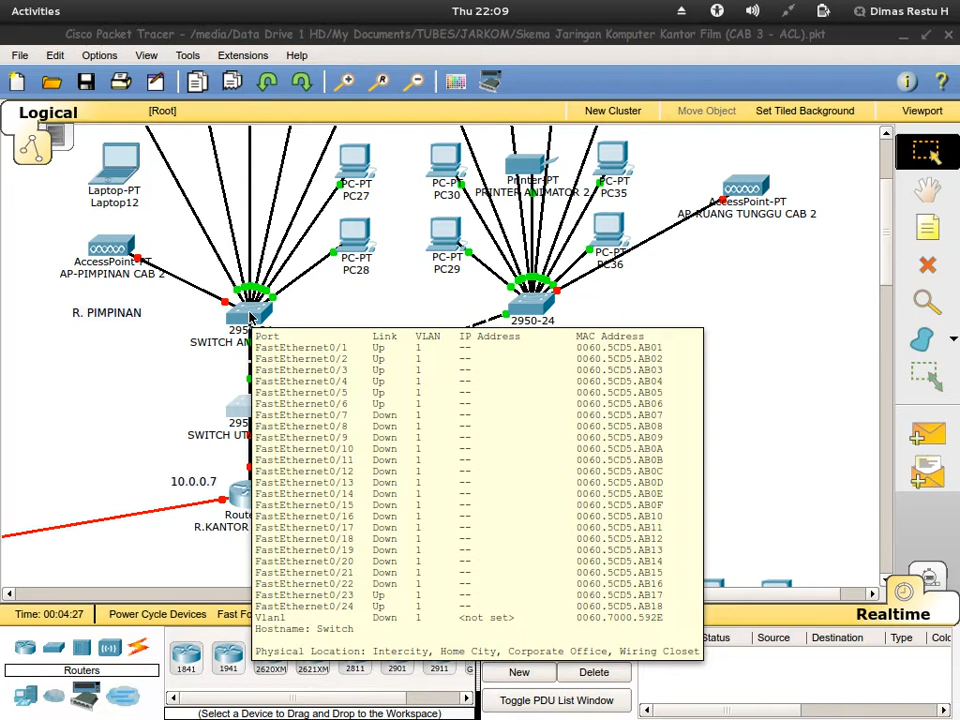 Activities
Thu 22:09
Dimas Restu H
Cisco Packet Tracer - /media/Data Drive 1 HD/My Documents/TUBES/JARKOM/Skema Jaringan Komputer Kantor Film (CAB 3 - ACL).pkt
File Edit Options View Tools Extensions Help
Logical
[Root]
New Cluster
Move Object
Set Tiled Background
Viewport
Laptop-PT
Laptop12
PC-PT
PC27
PC-PT
PC30
Printer-PT
PRINTER ANIMATOR 2
PC-PT
PC35
AccessPoint-PT
AP-RUANG TUNGGU CAB 2
AccessPoint-PT
AP-PIMPINAN CAB 2
PC-PT
PC28
PC-PT
PC29
PC-PT
PC36
R. PIMPINAN
2950-24
SWITCH AN
SWITCH UT
10.0.0.7
R.KANTOR
Port Link VLAN IP Address MAC Address
FastEthernet0/1 Up 1 -- 0060.5CD5.AB01
FastEthernet0/2 Up 1 -- 0060.5CD5.AB02
FastEthernet0/3 Up 1 -- 0060.5CD5.AB03
FastEthernet0/4 Up 1 -- 0060.5CD5.AB04
FastEthernet0/5 Up 1 -- 0060.5CD5.AB05
FastEthernet0/6 Up 1 -- 0060.5CD5.AB06
FastEthernet0/7 Down 1 -- 0060.5CD5.AB07
FastEthernet0/8 Down 1 -- 0060.5CD5.AB08
FastEthernet0/9 Down 1 -- 0060.5CD5.AB09
FastEthernet0/10 Down 1 -- 0060.5CD5.AB0A
FastEthernet0/11 Down 1 -- 0060.5CD5.AB0B
FastEthernet0/12 Down 1 -- 0060.5CD5.AB0C
FastEthernet0/13 Down 1 -- 0060.5CD5.AB0D
FastEthernet0/14 Down 1 -- 0060.5CD5.AB0E
FastEthernet0/15 Down 1 -- 0060.5CD5.AB0F
FastEthernet0/16 Down 1 -- 0060.5CD5.AB10
FastEthernet0/17 Down 1 -- 0060.5CD5.AB11
FastEthernet0/18 Down 1 -- 0060.5CD5.AB12
FastEthernet0/19 Down 1 -- 0060.5CD5.AB13
FastEthernet0/20 Down 1 -- 0060.5CD5.AB14
FastEthernet0/21 Down 1 -- 0060.5CD5.AB15
FastEthernet0/22 Down 1 -- 0060.5CD5.AB16
FastEthernet0/23 Up 1 -- 0060.5CD5.AB17
FastEthernet0/24 Up 1 -- 0060.5CD5.AB18
Vlan1 Down 1 <not set> 0060.7000.592E
Hostname: Switch
Physical Location: Intercity, Home City, Corporate Office, Wiring Closet
Time: 00:04:27
Power Cycle Devices
Fast Fo
Realtime
Routers
1841 1941 2620XM 2621XM 2811 2901 2911 G
(Select a Device to Drag and Drop to the Workspace)
New
Delete
Toggle PDU List Window
Status Source Destination Type Colo